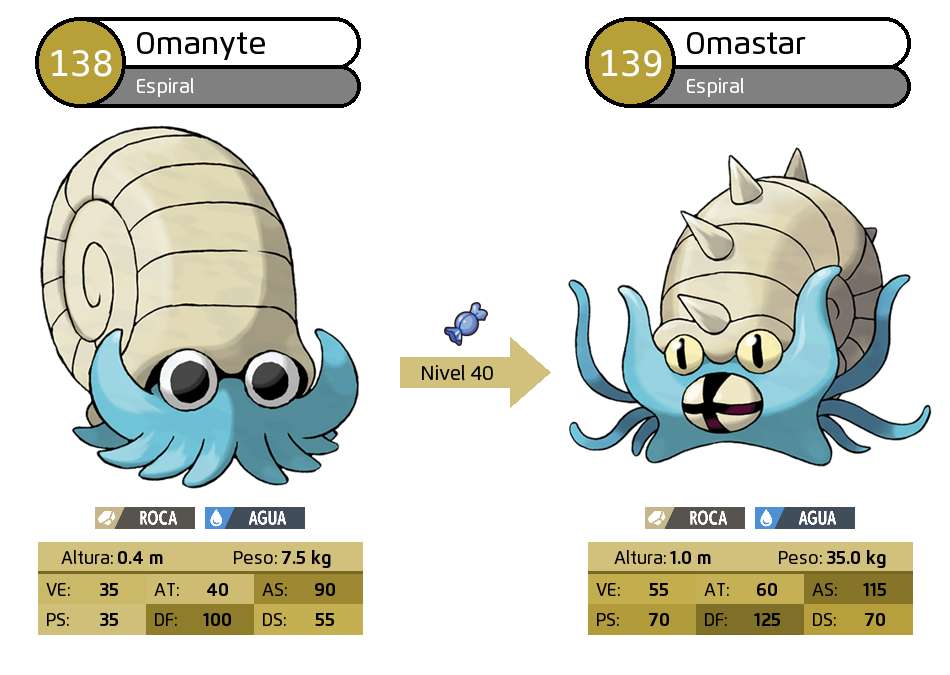 138 Omanyte
Espiral
139 Omastar
Espiral
Nivel 40
ROCA AGUA
Altura: 0.4 m Peso: 7.5 kg
VE: 35 AT: 40 AS: 90
PS: 35 DF: 100 DS: 55
ROCA AGUA
Altura: 1.0 m Peso: 35.0 kg
VE: 55 AT: 60 AS: 115
PS: 70 DF: 125 DS: 70